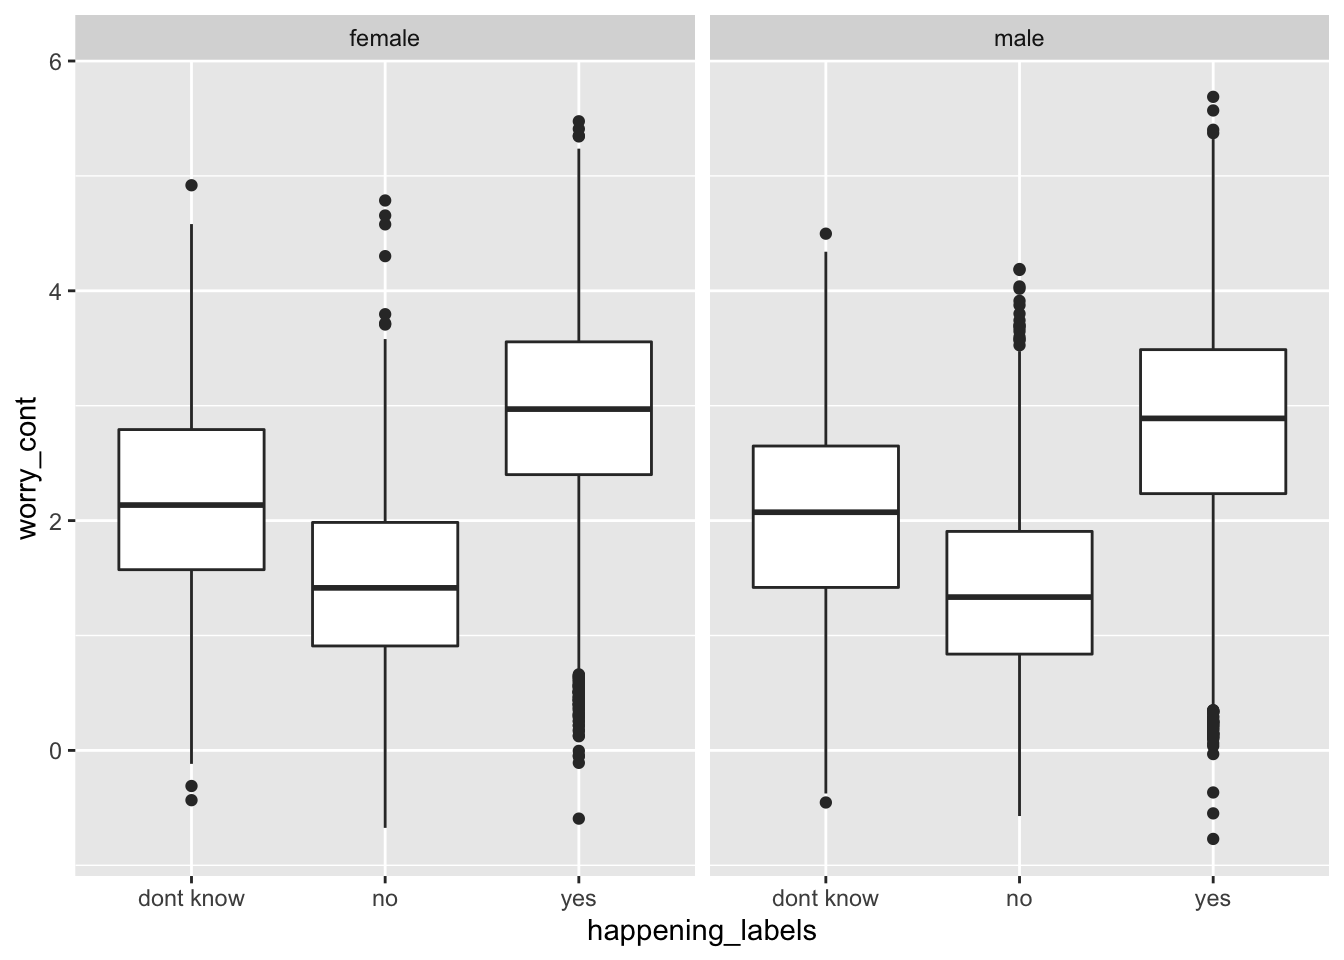 female male
6
4
2
0
worry_cont
dont know no yes dont know no yes
happening_labels